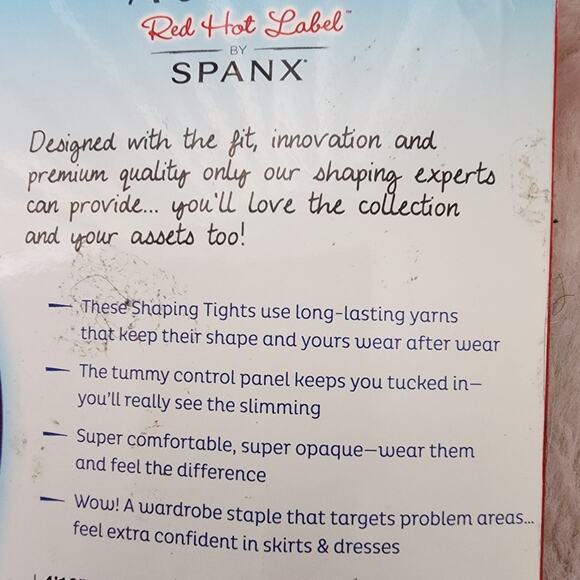 Red Hot Label™
BY
SPANX®
Designed with the fit, innovation and
premium quality only our shaping experts
can provide... you'll love the collection
and your assets too!
— These Shaping Tights use long-lasting yarns
that keep their shape and yours wear after wear
— The tummy control panel keeps you tucked in—
you'll really see the slimming
— Super comfortable, super opaque—wear them
and feel the difference
— Wow! A wardrobe staple that targets problem areas...
feel extra confident in skirts & dresses